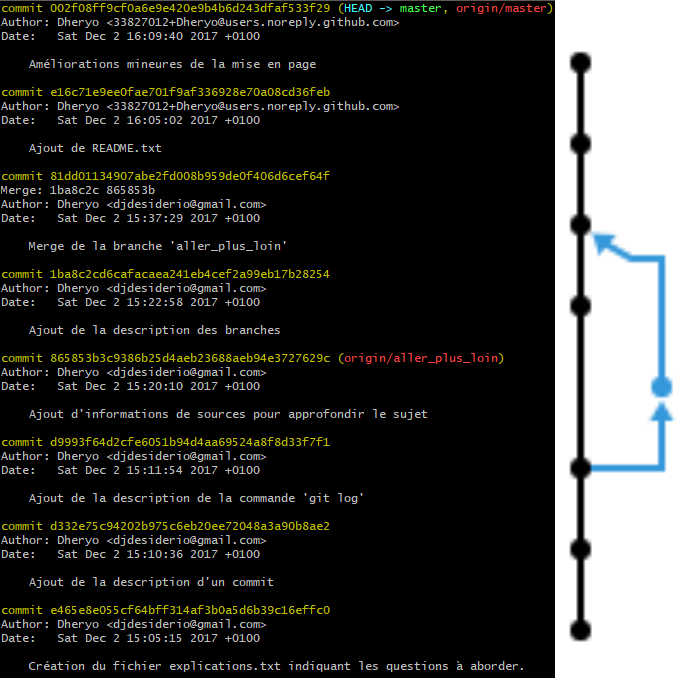 commit 002f08ff9cf0a6e9e420e9b4b6d243dfaf533f29 (HEAD -> master, origin/master)
Author: Dheryo <33827012+Dheryo@users.noreply.github.com>
Date:   Sat Dec 2 16:09:40 2017 +0100
Améliorations mineures de la mise en page
commit e16c71e9ee0fae701f9af336928e70a08cd36feb
Author: Dheryo <33827012+Dheryo@users.noreply.github.com>
Date:   Sat Dec 2 16:05:02 2017 +0100
Ajout de README.txt
commit 81dd01134907abe2fd008b959de0f406d6cef64f
Merge: 1ba8c2c 865853b
Author: Dheryo <djdesiderio@gmail.com>
Date:   Sat Dec 2 15:37:29 2017 +0100
Merge de la branche 'aller_plus_loin'
commit 1ba8c2cd6cafacaea241eb4cef2a99eb17b28254
Author: Dheryo <djdesiderio@gmail.com>
Date:   Sat Dec 2 15:22:58 2017 +0100
Ajout de la description des branches
commit 865853b3c9386b25d4aeb23688aeb94e3727629c (origin/aller_plus_loin)
Author: Dheryo <djdesiderio@gmail.com>
Date:   Sat Dec 2 15:20:10 2017 +0100
Ajout d'informations de sources pour approfondir le sujet
commit d9993f64d2cfe6051b94d4aa69524a8f8d33f7f1
Author: Dheryo <djdesiderio@gmail.com>
Date:   Sat Dec 2 15:11:54 2017 +0100
Ajout de la description de la commande 'git log'
commit d332e75c94202b975c6eb20ee72048a3a90b8ae2
Author: Dheryo <djdesiderio@gmail.com>
Date:   Sat Dec 2 15:10:36 2017 +0100
Ajout de la description d'un commit
commit e465e8e055cf64bff314af3b0a5d6b39c16effc0
Author: Dheryo <djdesiderio@gmail.com>
Date:   Sat Dec 2 15:05:15 2017 +0100
Création du fichier explications.txt indiquant les questions à aborder.